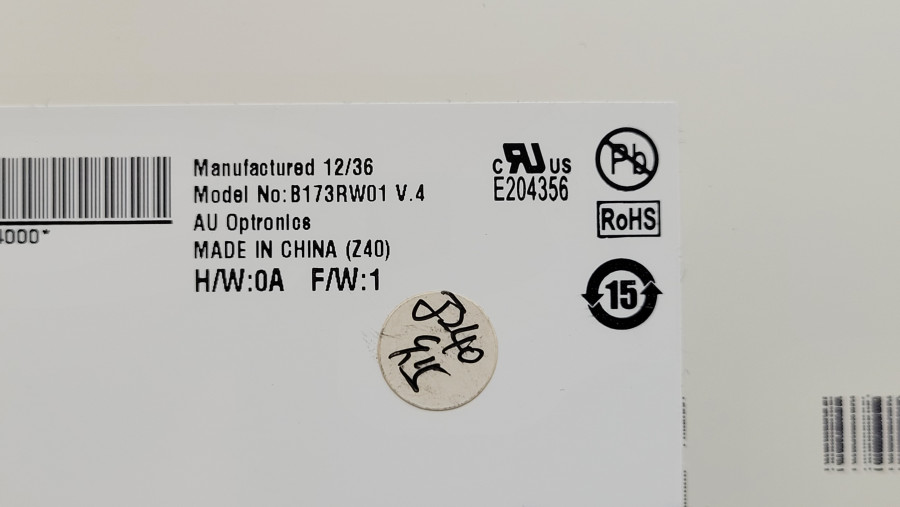 Manufactured 12/36
Model No:B173RW01 V.4
AU Optronics
MADE IN CHINA (Z40)
H/W:0A F/W:1
4000*
c RU US
E204356
Pb
RoHS
15